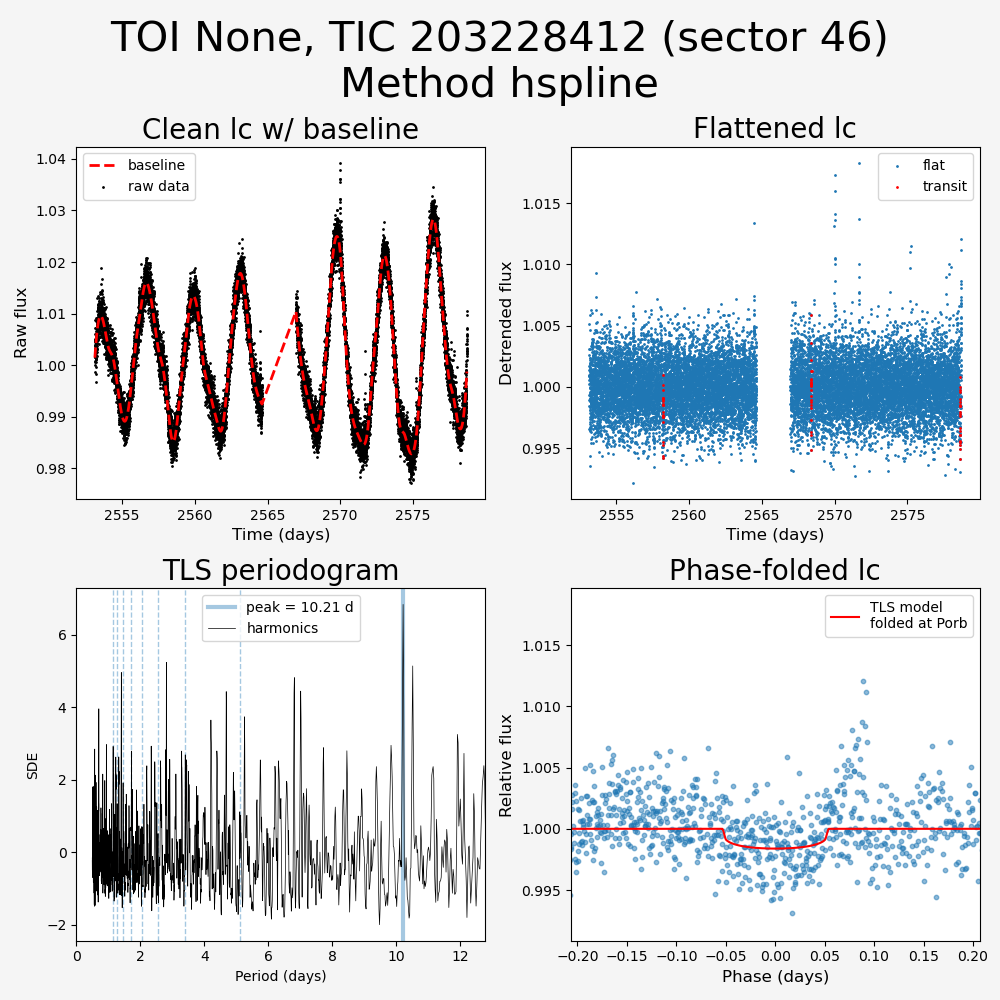 TOI None, TIC 203228412 (sector 46)
Method hspline
Clean lc w/ baseline
baseline
raw data
1.04
1.03
1.02
1.01
1.00
0.99
0.98
Raw flux
2555
2560
2565
2570
2575
Time (days)
Flattened lc
flat
transit
1.015
1.010
1.005
1.000
0.995
Detrended flux
2555
2560
2565
2570
2575
Time (days)
TLS periodogram
peak = 10.21 d
harmonics
6
4
2
0
−2
SDE
0
2
4
6
8
10
12
Period (days)
Phase-folded lc
TLS model
folded at Porb
1.015
1.010
1.005
1.000
0.995
Relative flux
−0.20
−0.15
−0.10
−0.05
0.00
0.05
0.10
0.15
0.20
Phase (days)